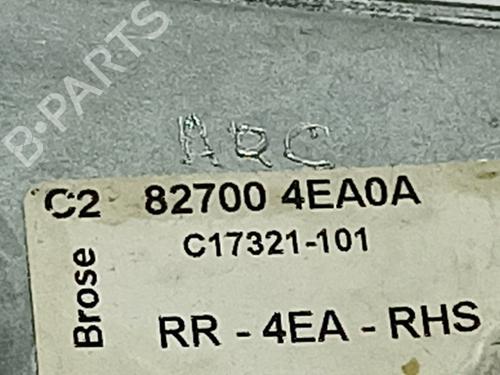 B-PARTS
ARC
C2 82700 4EA0A
C17321-101
Brose
RR - 4EA - RHS